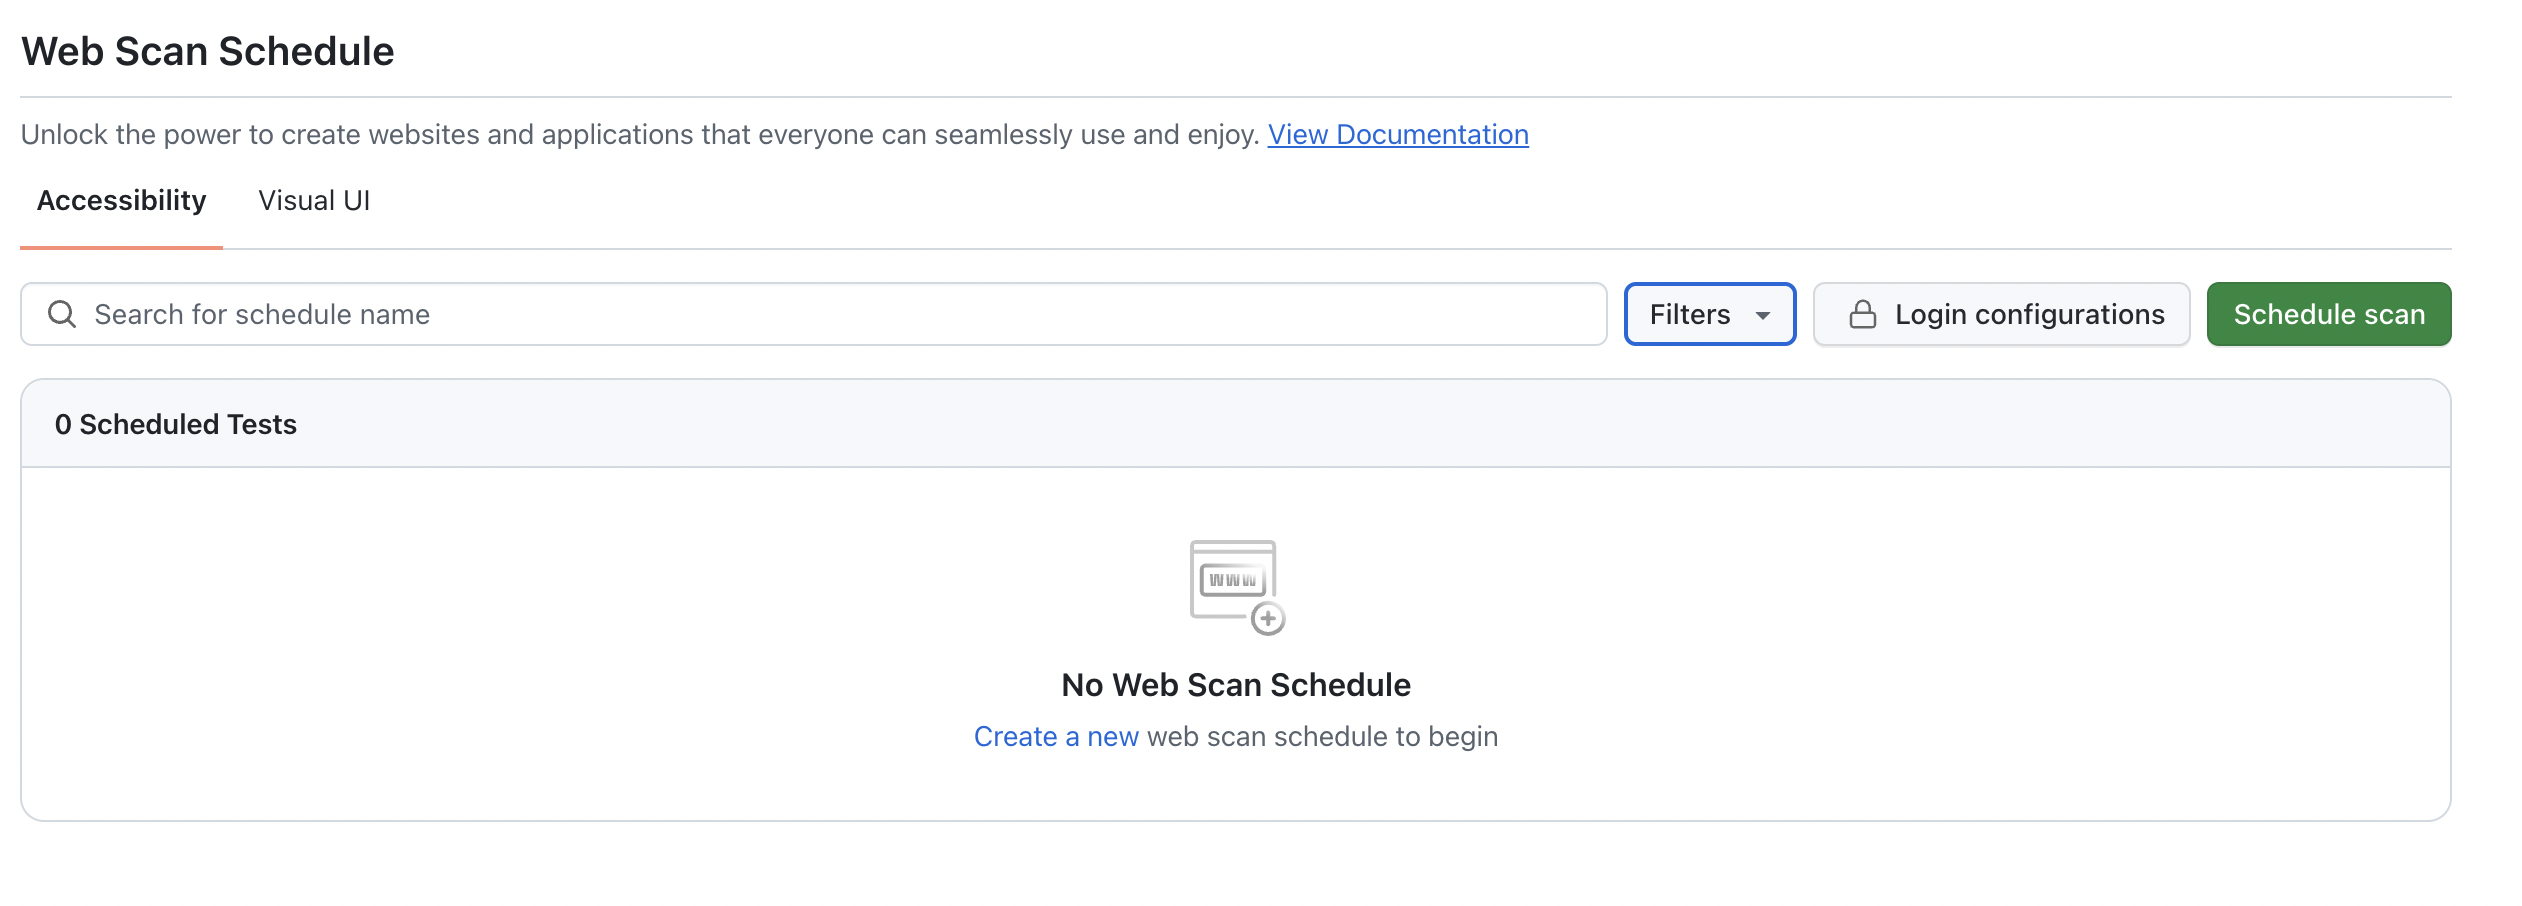 Web Scan Schedule
Unlock the power to create websites and applications that everyone can seamlessly use and enjoy. View Documentation
Accessibility Visual UI
Search for schedule name Filters Login configurations Schedule scan
0 Scheduled Tests
WWW
No Web Scan Schedule
Create a new web scan schedule to begin